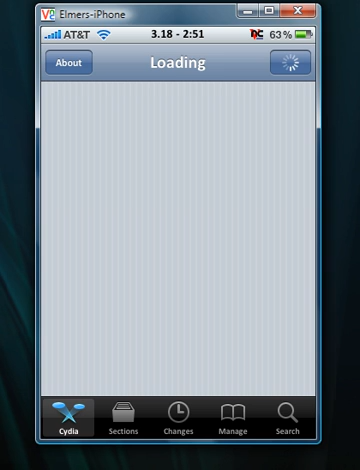 Elmers-iPhone
AT&T 3.18 - 2:51 63%
About Loading
Cydia Sections Changes Manage Search